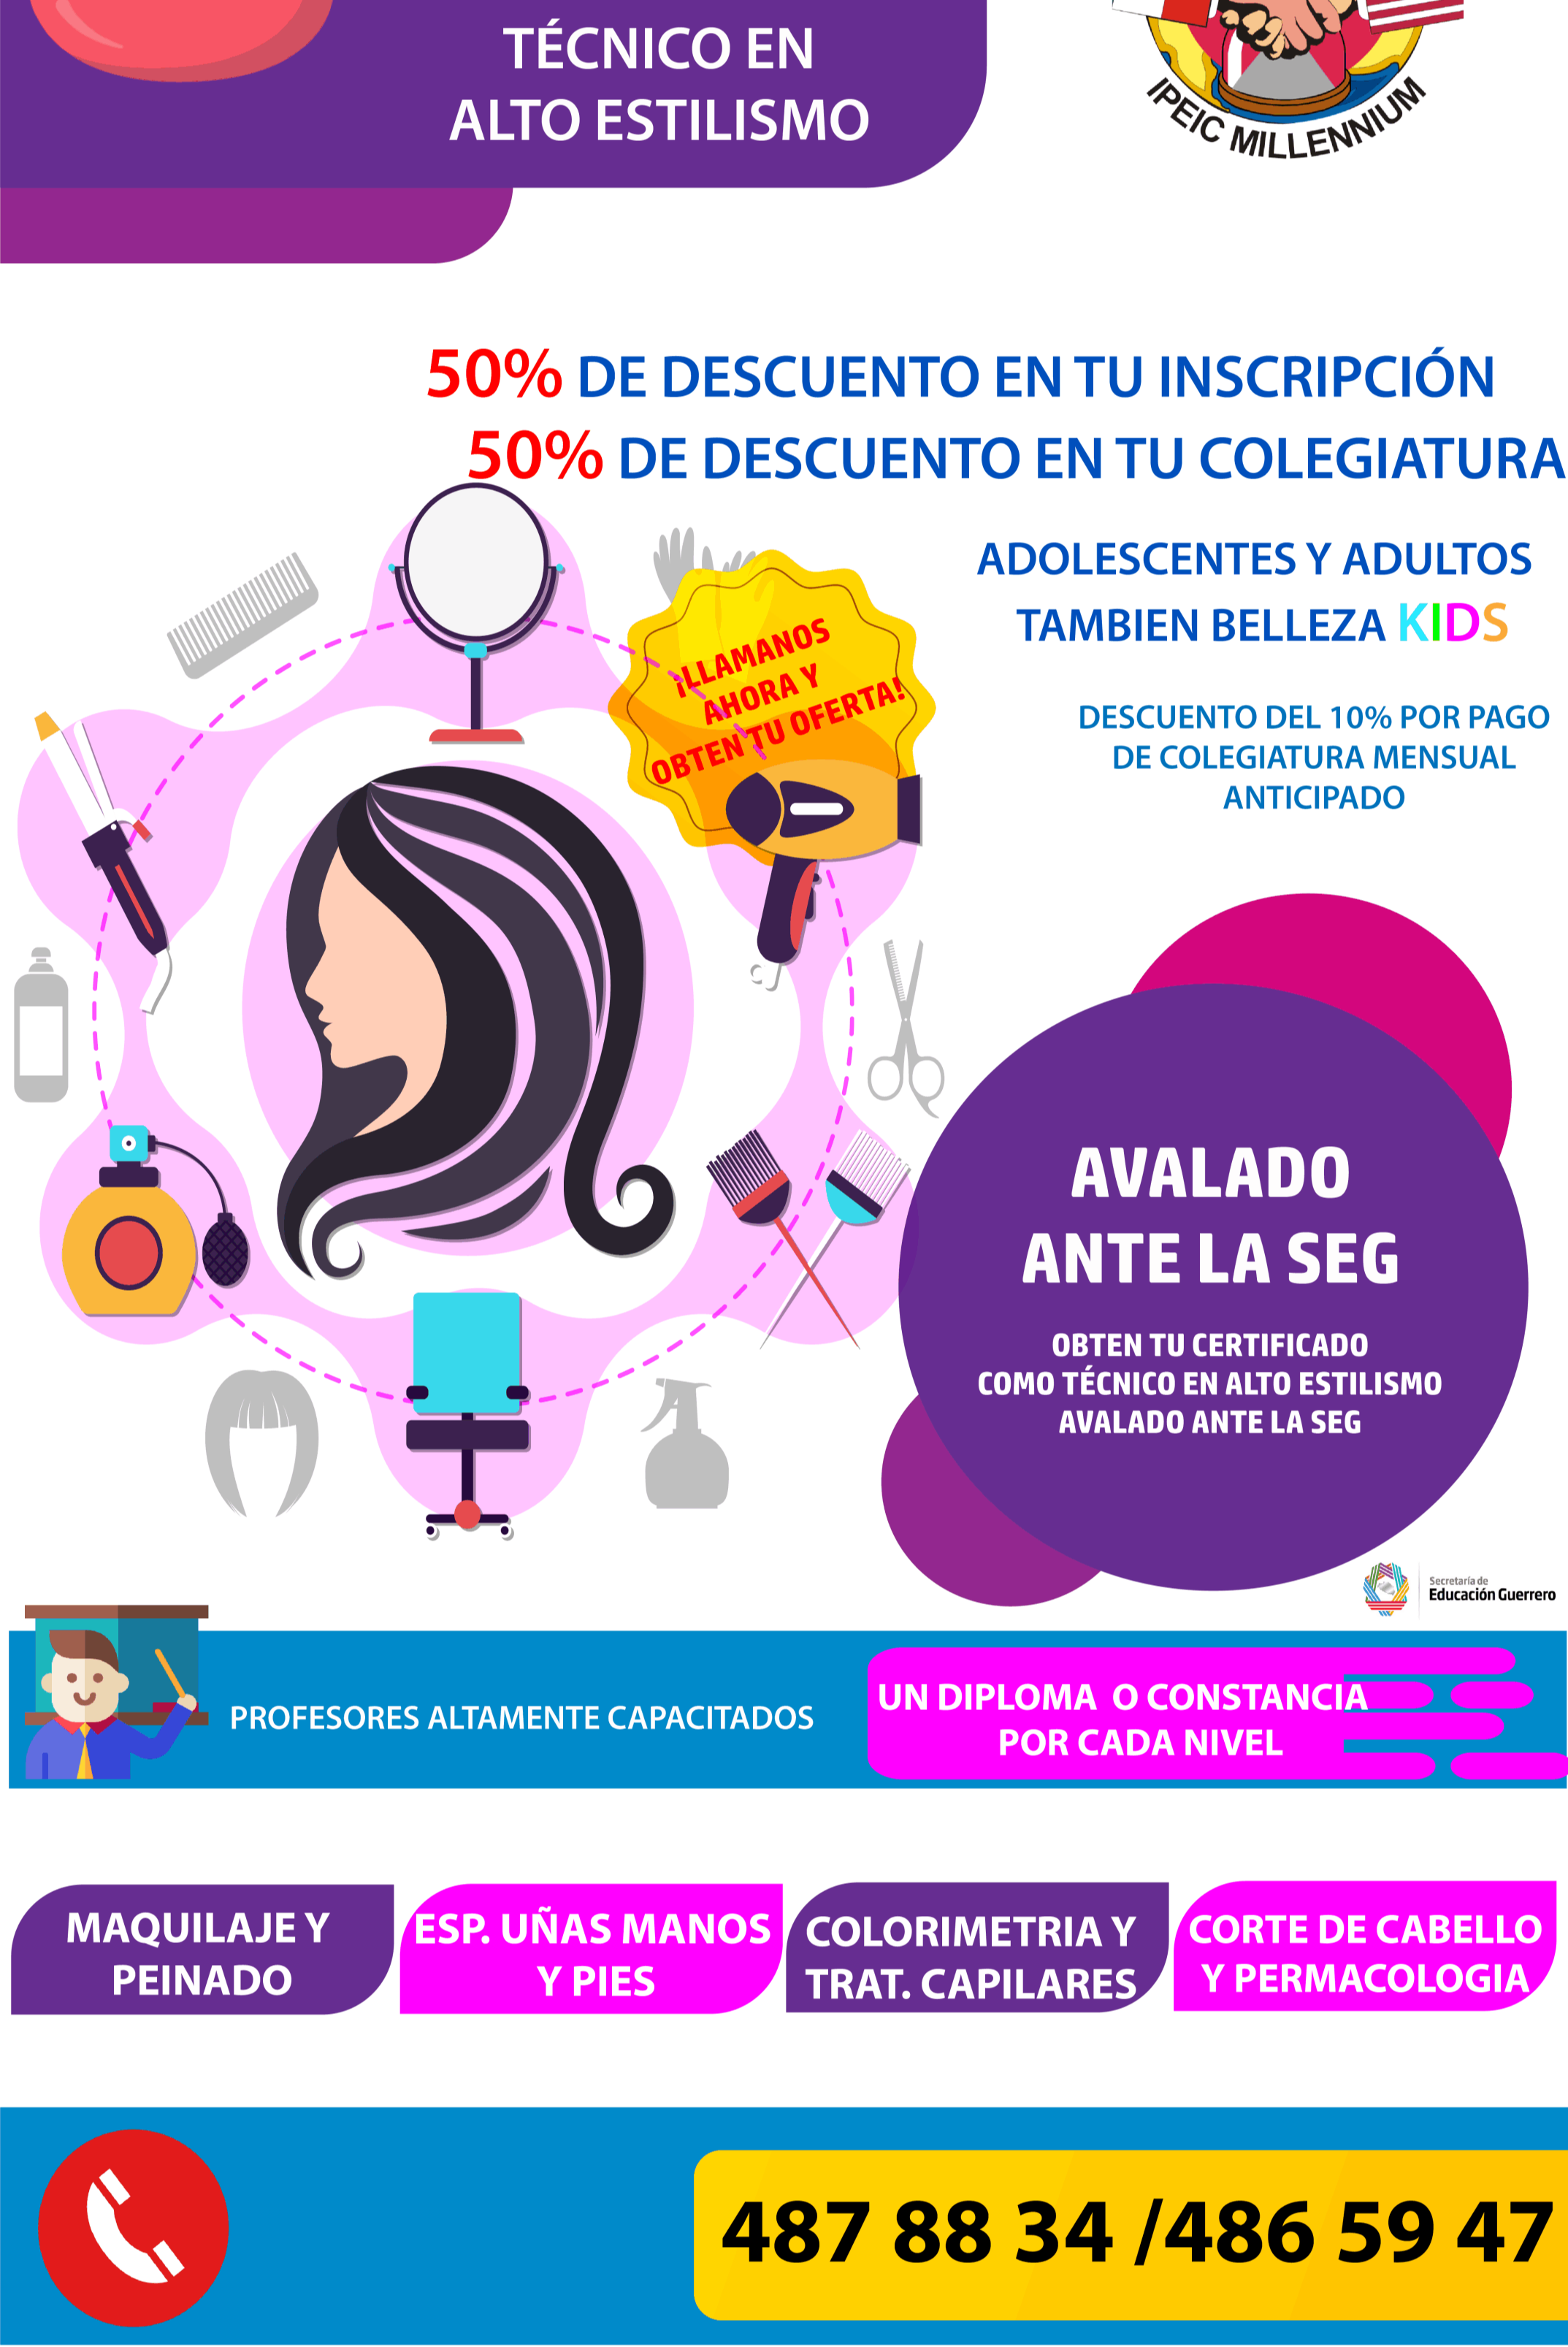 TÉCNICO EN
ALTO ESTILISMO
IPEIC MILLENNIUM
50% DE DESCUENTO EN TU INSCRIPCIÓN
50% DE DESCUENTO EN TU COLEGIATURA
ADOLESCENTES Y ADULTOS
TAMBIEN BELLEZA KIDS
¡LLAMANOS
AHORA Y
OBTEN TU OFERTA!
DESCUENTO DEL 10% POR PAGO
DE COLEGIATURA MENSUAL
ANTICIPADO
AVALADO
ANTE LA SEG
OBTEN TU CERTIFICADO
COMO TÉCNICO EN ALTO ESTILISMO
AVALADO ANTE LA SEG
Secretaría de
Educación Guerrero
PROFESORES ALTAMENTE CAPACITADOS
UN DIPLOMA O CONSTANCIA
POR CADA NIVEL
MAQUILAJE Y
PEINADO
ESP. UÑAS MANOS
Y PIES
COLORIMETRIA Y
TRAT. CAPILARES
CORTE DE CABELLO
Y PERMACOLOGIA
487 88 34 /486 59 47